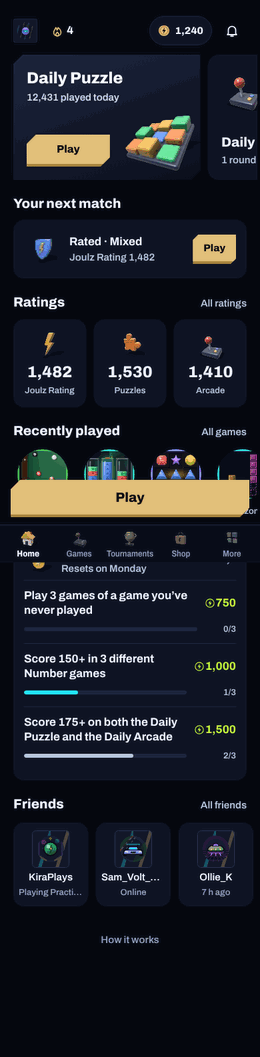 4
1,240
Daily Puzzle
12,431 played today
Play
Daily
1 round
Your next match
Rated · Mixed
Joulz Rating 1,482
Play
Ratings
All ratings
1,482
Joulz Rating
1,530
Puzzles
1,410
Arcade
Recently played
All games
Play
Home
Games
Tournaments
Shop
More
Resets on Monday
Play 3 games of a game you've
never played
750
0/3
Score 150+ in 3 different
Number games
1,000
1/3
Score 175+ on both the Daily
Puzzle and the Daily Arcade
1,500
2/3
Friends
All friends
KiraPlays
Playing Practi...
Sam_Volt_...
Online
Ollie_K
7 h ago
How it works